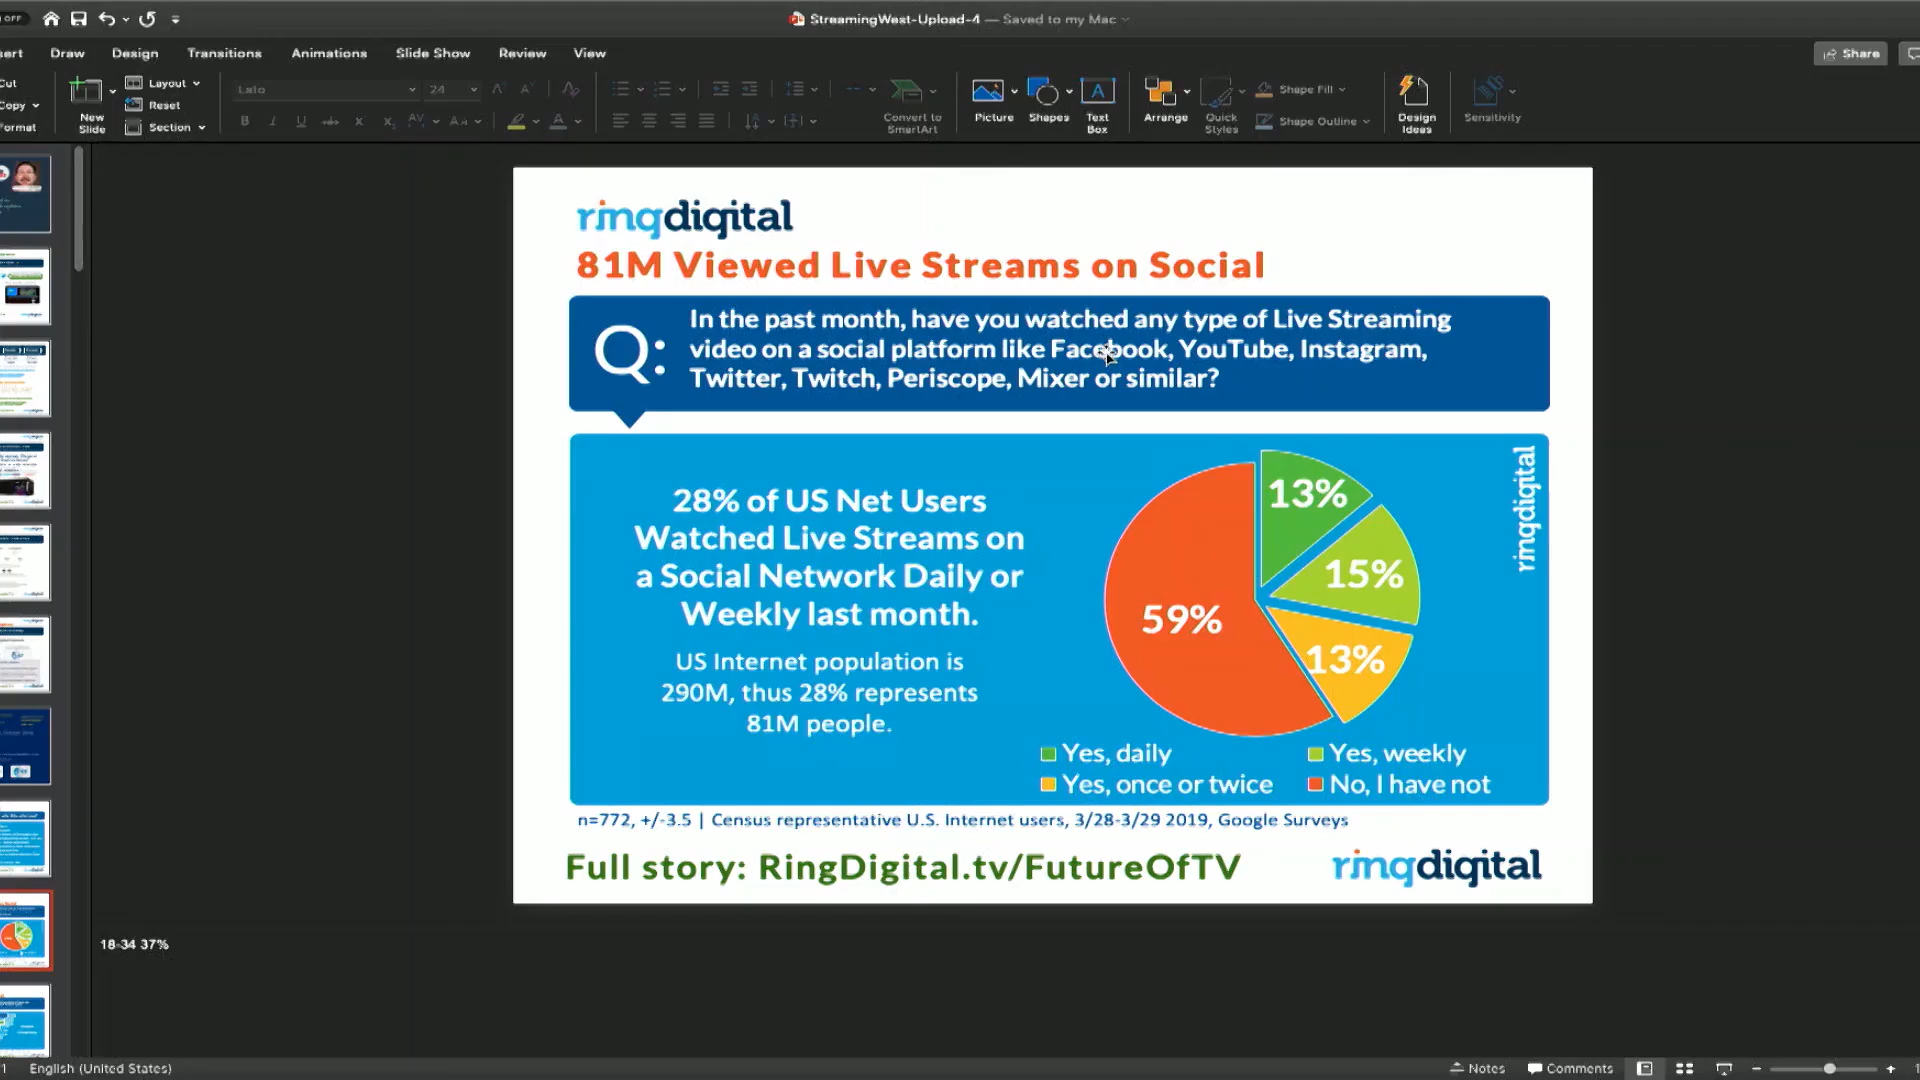 OFF
StreamingWest-Upload-4 — Saved to my Mac
ert Draw Design Transitions Animations Slide Show Review View
Share
Cut
Copy
Format
New
Slide
Layout
Reset
Section
Lato
24
Convert to
SmartArt
Picture
Shapes
Text
Box
Arrange
Quick
Styles
Shape Fill
Shape Outline
Design
Ideas
Sensitivity
ringdigital
81M Viewed Live Streams on Social
Q:
In the past month, have you watched any type of Live Streaming
video on a social platform like Facebook, YouTube, Instagram,
Twitter, Twitch, Periscope, Mixer or similar?
28% of US Net Users
Watched Live Streams on
a Social Network Daily or
Weekly last month.
US Internet population is
290M, thus 28% represents
81M people.
13%
15%
13%
59%
ringdigital
Yes, daily
Yes, weekly
Yes, once or twice
No, I have not
n=772, +/-3.5 | Census representative U.S. Internet users, 3/28-3/29 2019, Google Surveys
Full story: RingDigital.tv/FutureOfTV
ringdigital
18-34 37%
English (United States)
Notes
Comments